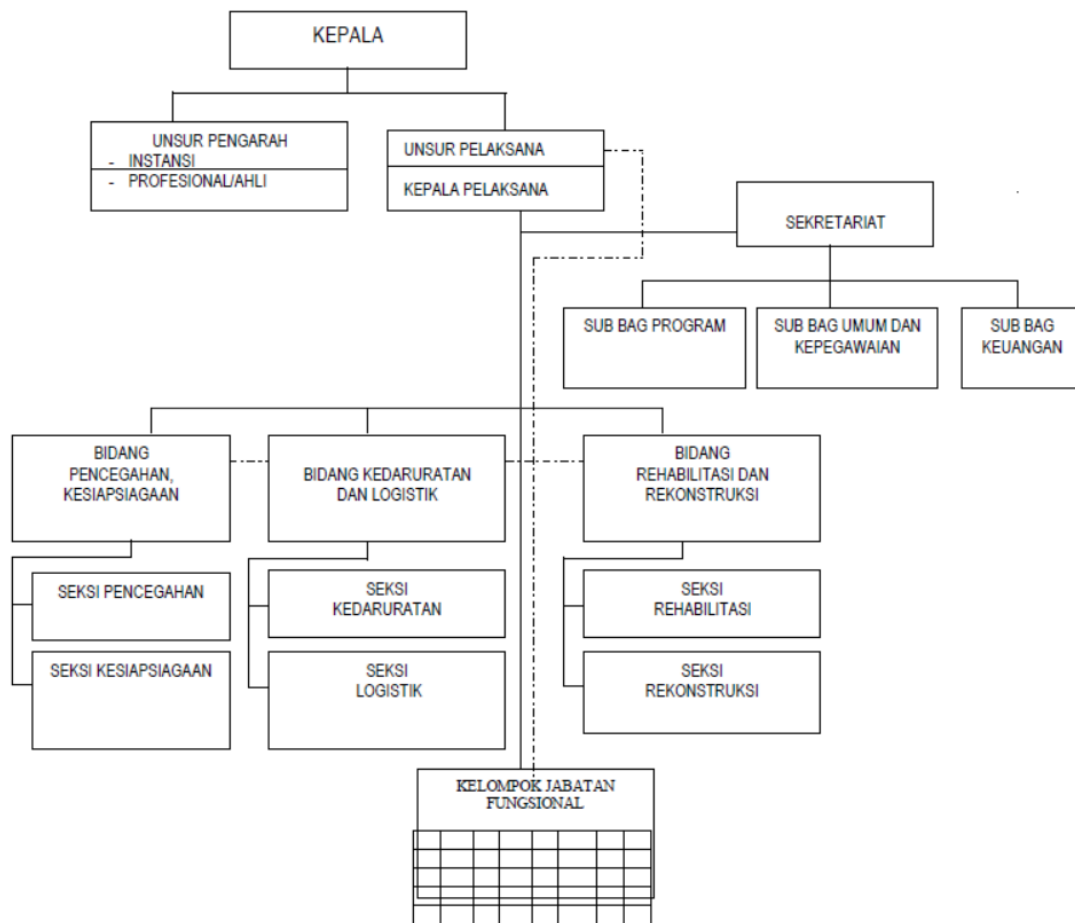 KEPALA
UNSUR PENGARAH
- INSTANSI
- PROFESIONAL/AHLI
UNSUR PELAKSANA
KEPALA PELAKSANA
SEKRETARIAT
SUB BAG PROGRAM
SUB BAG UMUM DAN
KEPEGAWAIAN
SUB BAG
KEUANGAN
BIDANG
PENCEGAHAN,
KESIAPSIAGAAN
BIDANG KEDARURATAN
DAN LOGISTIK
BIDANG
REHABILITASI DAN
REKONSTRUKSI
SEKSI PENCEGAHAN
SEKSI KESIAPSIAGAAN
SEKSI
KEDARURATAN
SEKSI
LOGISTIK
SEKSI
REHABILITASI
SEKSI
REKONSTRUKSI
KELOMPOK JABATAN
FUNGSIONAL